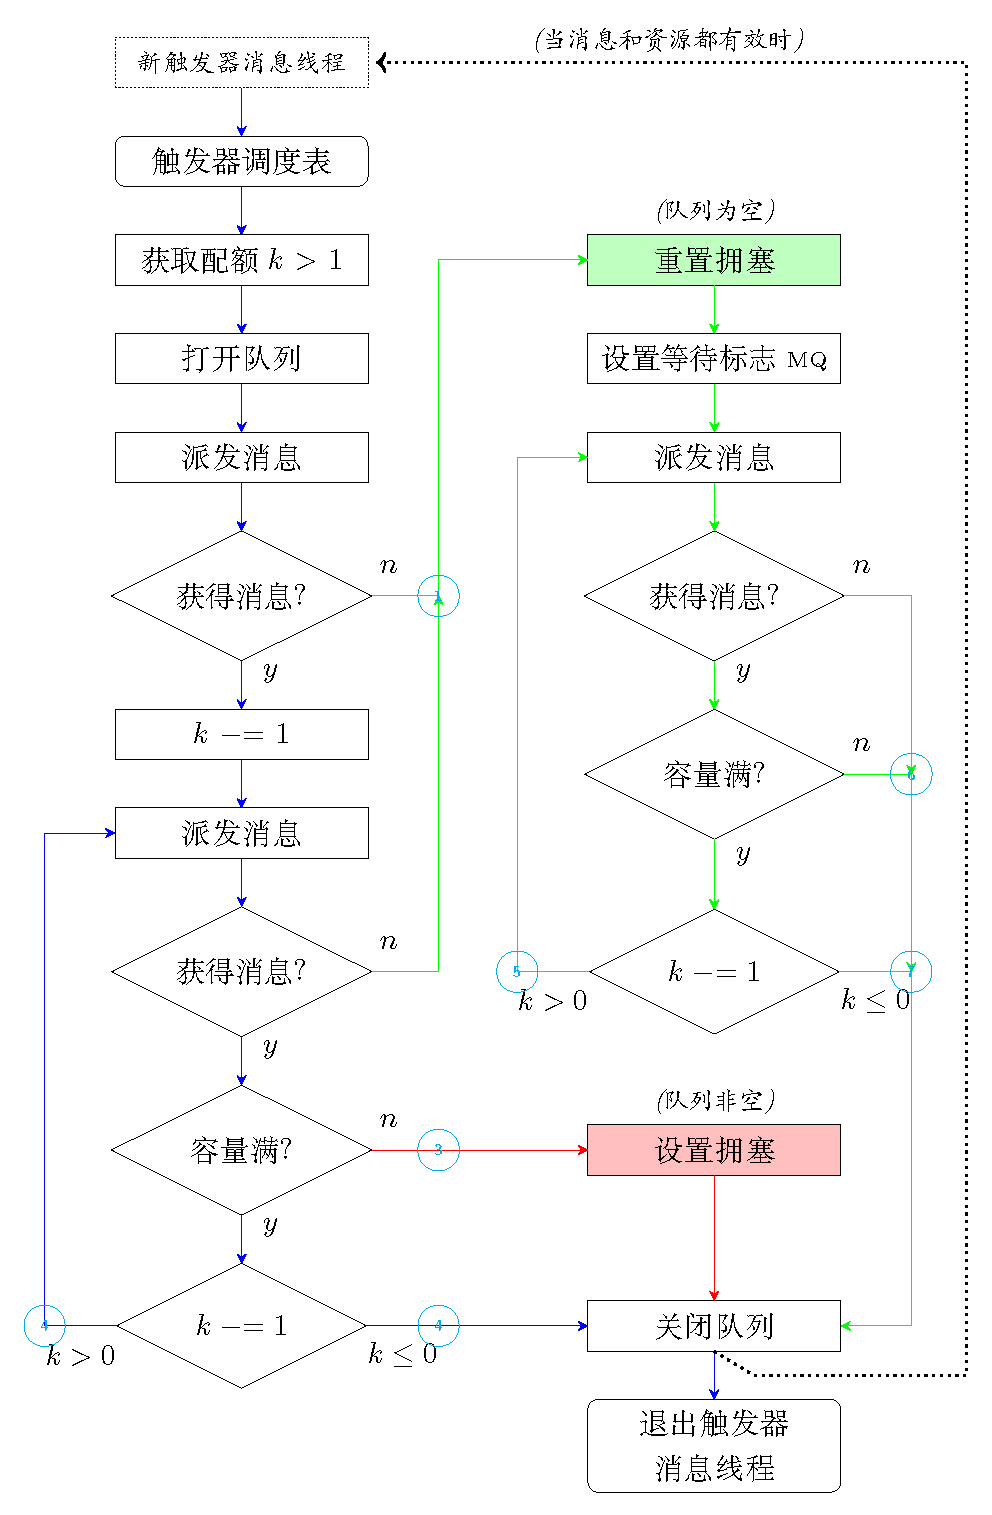 (当消息和资源都有效时)
新触发器消息线程
触发器调度表
获取配额 k > 1
打开队列
派发消息
获得消息?
n
y
k −= 1
派发消息
获得消息?
n
y
容量满?
n
3
y
k −= 1
4
k > 0
4
k ≤ 0
(队列为空)
重置拥塞
设置等待标志 MQ
派发消息
获得消息?
n
y
容量满?
n
y
k −= 1
5
k > 0
7
k ≤ 0
(队列非空)
设置拥塞
关闭队列
退出触发器
消息线程